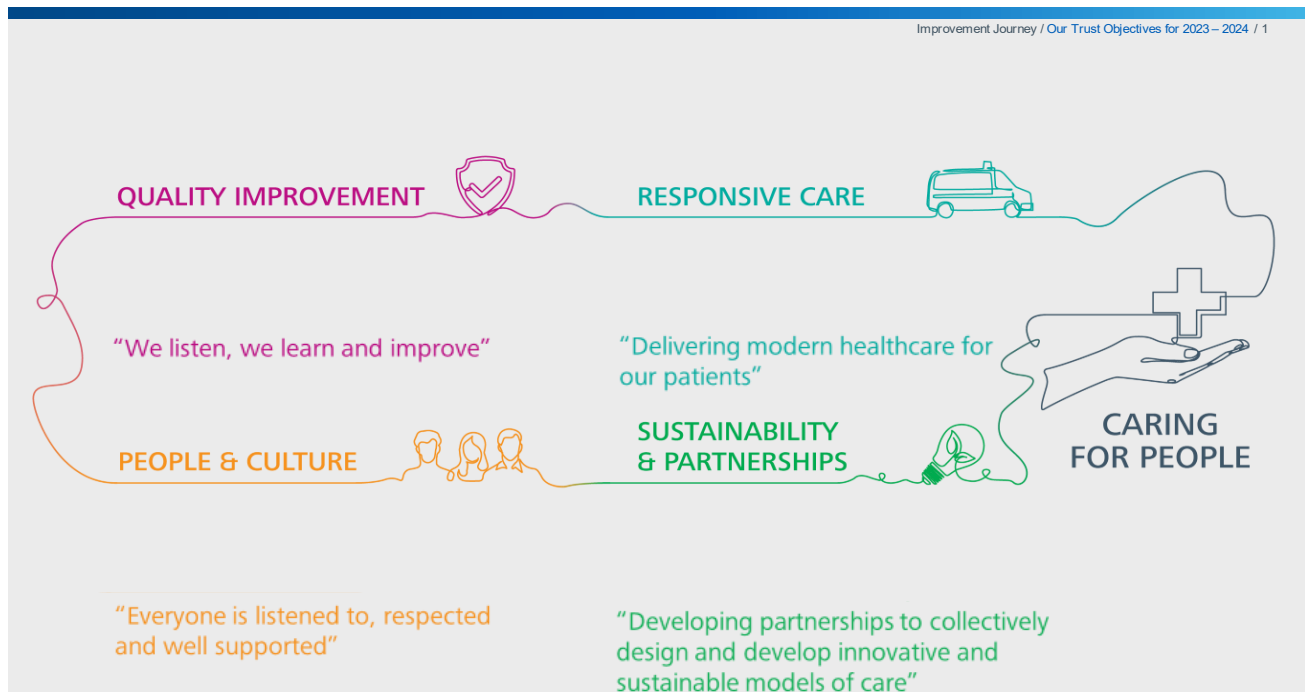 Improvement Journey / Our Trust Objectives for 2023 – 2024 / 1
QUALITY IMPROVEMENT
RESPONSIVE CARE
“We listen, we learn and improve”
“Delivering modern healthcare for
our patients”
CARING
FOR PEOPLE
PEOPLE & CULTURE
SUSTAINABILITY
& PARTNERSHIPS
“Everyone is listened to, respected
and well supported”
“Developing partnerships to collectively
design and develop innovative and
sustainable models of care”